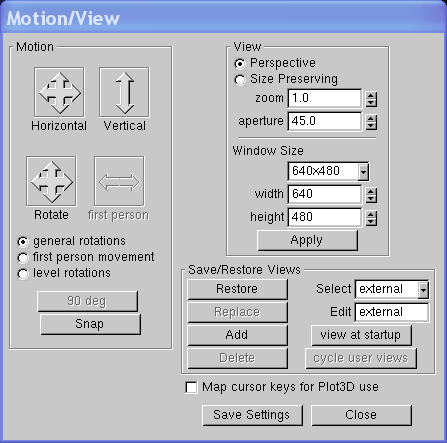 Motion/View
Motion
Horizontal
Vertical
Rotate
first person
general rotations
first person movement
level rotations
90 deg
Snap
View
Perspective
Size Preserving
zoom 1.0
aperture 45.0
Window Size
640x480
width 640
height 480
Apply
Save/Restore Views
Restore
Replace
Add
Delete
Select external
Edit external
view at startup
cycle user views
Map cursor keys for Plot3D use
Save Settings
Close